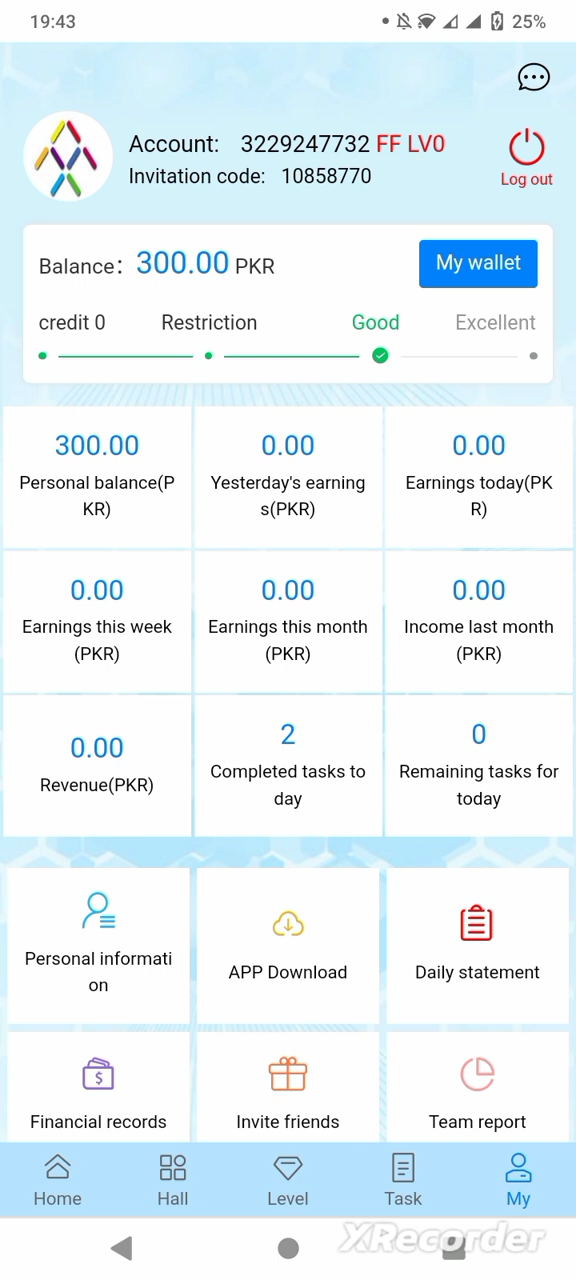 19:43
25%
Account: 3229247732 FF LV0
Invitation code: 10858770
Log out
Balance: 300.00 PKR
My wallet
credit 0 Restriction Good Excellent
300.00
Personal balance(P
KR)
0.00
Yesterday's earning
s(PKR)
0.00
Earnings today(PK
R)
0.00
Earnings this week
(PKR)
0.00
Earnings this month
(PKR)
0.00
Income last month
(PKR)
0.00
Revenue(PKR)
2
Completed tasks to
day
0
Remaining tasks for
today
Personal informati
on
APP Download
Daily statement
$
Financial records
Invite friends
Team report
Home Hall Level Task My
XRecorder